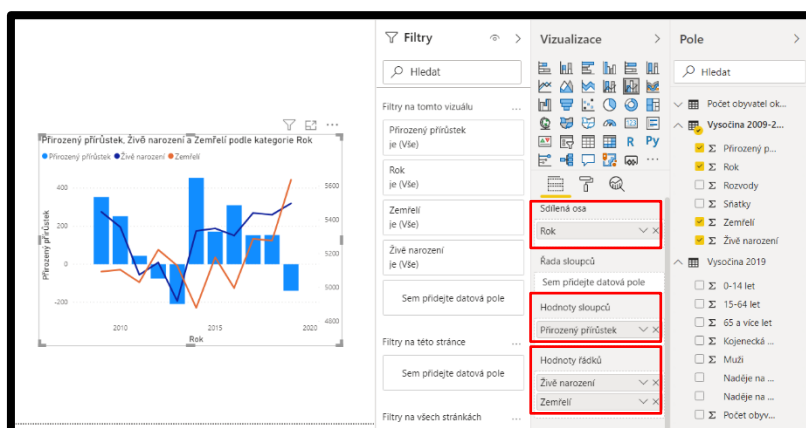 Přirozený přírůstek, Živě narození a Zemřelí podle kategorie Rok
Přirozený přírůstek Živě narození Zemřelí
Přirozený přírůstek
400
200
0
-200
5600
5400
5200
5000
4800
2010 2015 2020
Rok
Filtry
Hledat
Filtry na tomto vizuálu ...
Přirozený přírůstek
je (Vše)
Rok
je (Vše)
Zemřelí
je (Vše)
Živě narození
je (Vše)
Sem přidejte datová pole
Filtry na této stránce ...
Sem přidejte datová pole
Filtry na všech stránkách ...
Vizualizace
R Py
...
Sdílená osa
Rok
Řada sloupců
Sem přidejte datová pole
Hodnoty sloupců
Přirozený přírůstek
Hodnoty řádků
Živě narození
Zemřelí
Pole
Hledat
Počet obyvatel ok...
Vysočina 2009-2...
Σ Přirozený p...
Σ Rok
Σ Rozvody
Σ Sňatky
Σ Zemřelí
Σ Živě narození
Vysočina 2019
Σ 0-14 let
Σ 15-64 let
Σ 65 a více let
Σ Kojenecká ...
Σ Muži
Naděje na ...
Naděje na ...
Σ Počet obyv...